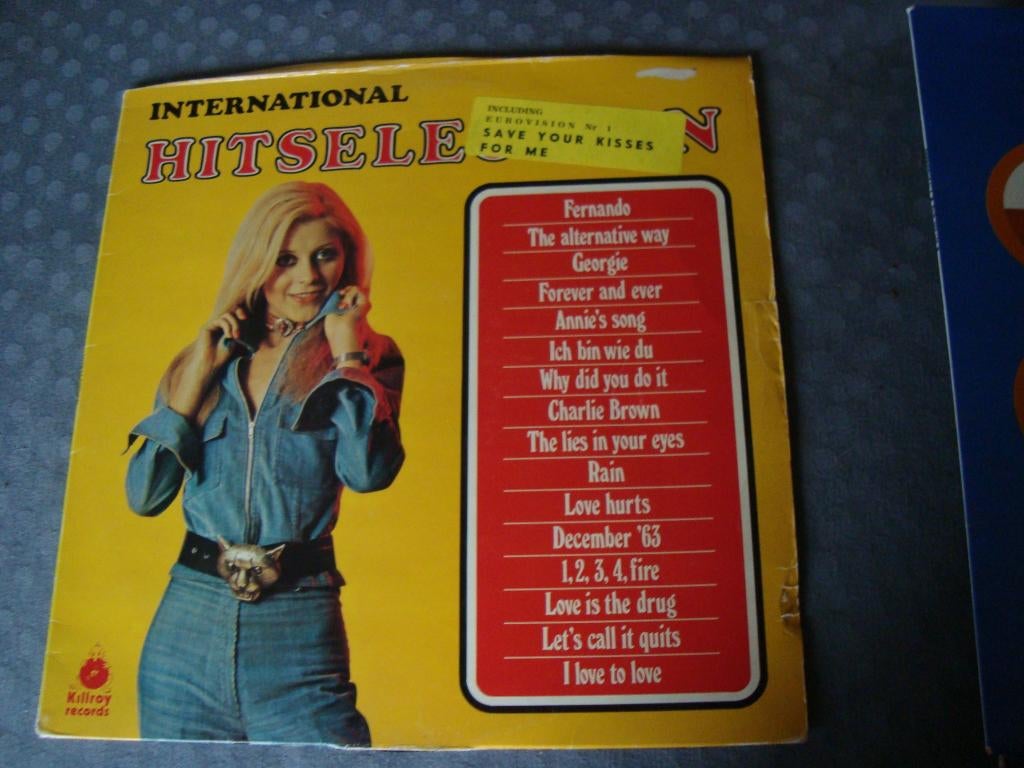 INTERNATIONAL
HITSELE N
INCLUDING
EUROVISION Nr 1
SAVE YOUR KISSES
FOR ME
Fernando
The alternative way
Georgie
Forever and ever
Annie's song
Ich bin wie du
Why did you do it
Charlie Brown
The lies in your eyes
Rain
Love hurts
December '63
1, 2, 3, 4, fire
Love is the drug
Let's call it quits
I love to love
Killroy
records